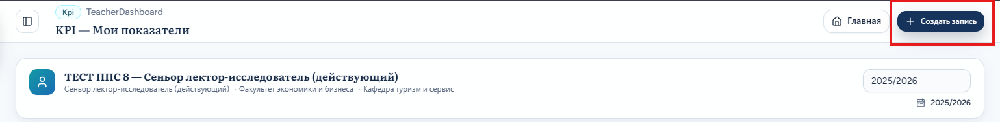 Kpi TeacherDashboard
KPI — Мои показатели
Главная
+ Создать запись
ТЕСТ ППС 8 — Сеньор лектор-исследователь (действующий)
Сеньор лектор-исследователь (действующий) · Факультет экономики и бизнеса · Кафедра туризм и сервис
2025/2026
2025/2026